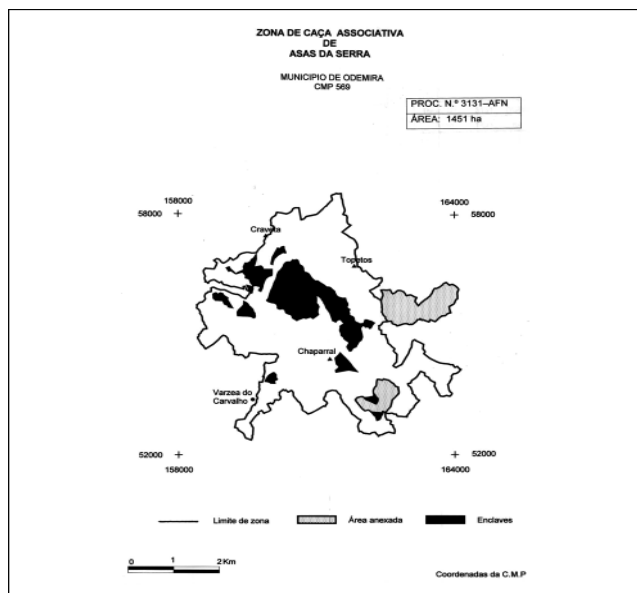 ZONA DE CAÇA ASSOCIATIVA
DE
ASAS DA SERRA
MUNICIPIO DE ODEMIRA
CMP 569
PROC. N.º 3131–AFN
ÁREA: 1451 ha
158000
164000
58000
58000
Craveta
Topetos
Chaparral
Varzea do
Carvalho
52000
52000
158000
164000
Limite de zona
Área anexada
Enclaves
0 1 2 Km
Coordenadas da C.M.P